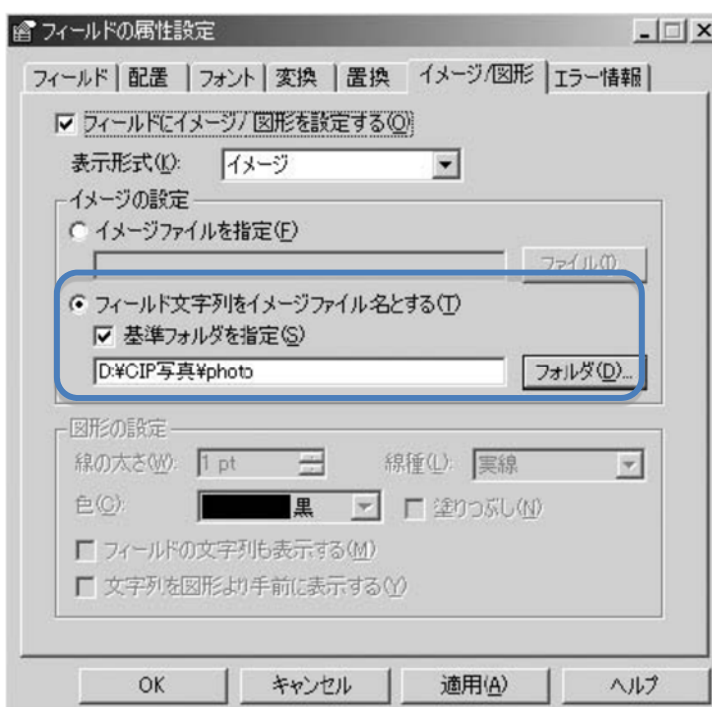 フィールドの属性設定
フィールド 配置 フォント 変換 置換 イメージ/図形 エラー情報
フィールドにイメージ/図形を設定する(O)
表示形式(K): イメージ
イメージの設定
イメージファイルを指定(F)
ファイル(I)...
フィールド文字列をイメージファイル名とする(T)
基準フォルダを指定(S)
D:¥CIP写真¥photo フォルダ(D)...
図形の設定
線の太さ(W): 1 pt 線種(L): 実線
色(C): 黒 塗りつぶし(N)
フィールドの文字列も表示する(M)
文字列を図形より手前に表示する(Y)
OK キャンセル 適用(A) ヘルプ